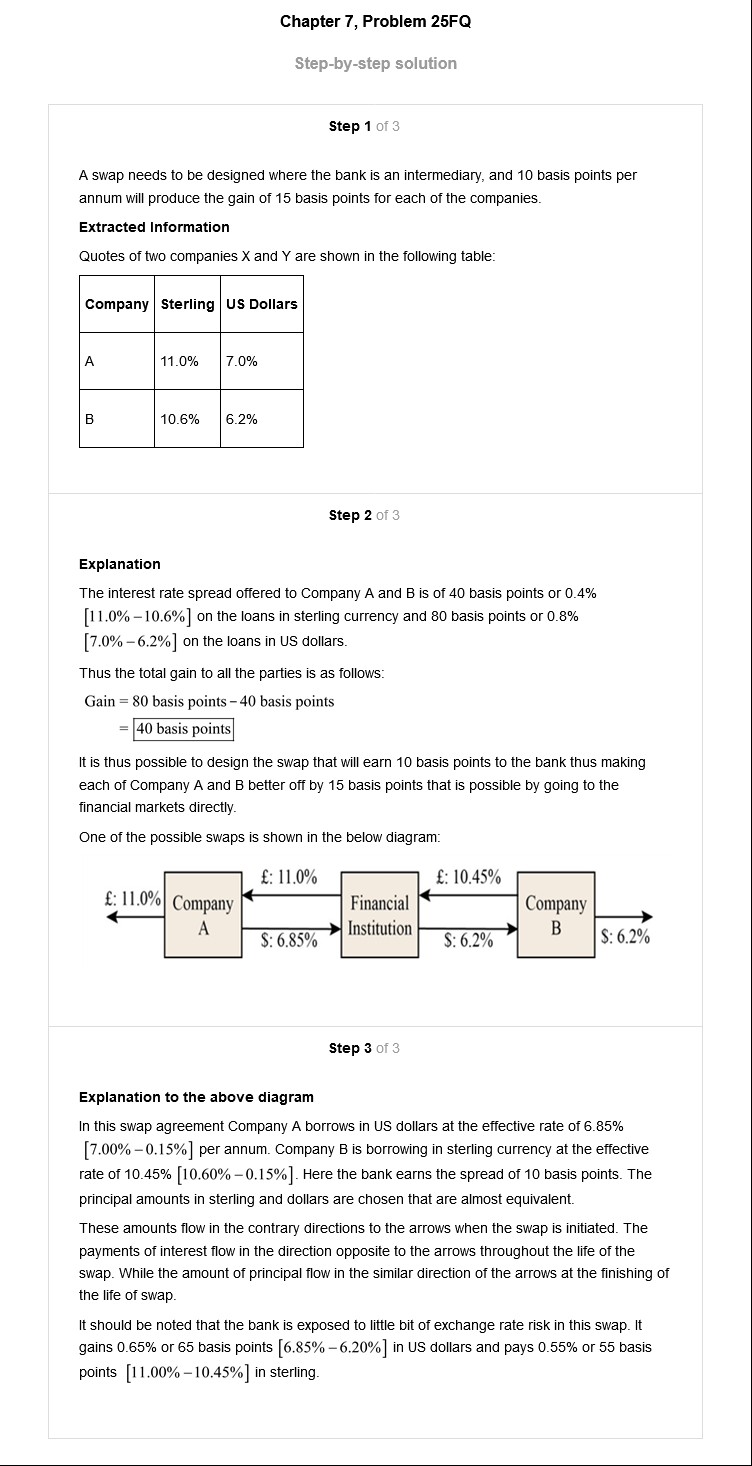 Chapter 7, Problem 25FQ
Step-by-step solution
Step 1 of 3
A swap needs to be designed where the bank is an intermediary, and 10 basis points per
annum will produce the gain of 15 basis points for each of the companies.
Extracted Information
Quotes of two companies X and Y are shown in the following table:
Company Sterling US Dollars
A 11.0% 7.0%
B 10.6% 6.2%
Step 2 of 3
Explanation
The interest rate spread offered to Company A and B is of 40 basis points or 0.4%
[11.0% – 10.6%] on the loans in sterling currency and 80 basis points or 0.8%
[7.0% – 6.2%] on the loans in US dollars.
Thus the total gain to all the parties is as follows:
Gain = 80 basis points – 40 basis points
= 40 basis points
It is thus possible to design the swap that will earn 10 basis points to the bank thus making
each of Company A and B better off by 15 basis points that is possible by going to the
financial markets directly.
One of the possible swaps is shown in the below diagram:
£: 11.0% £: 10.45%
£: 11.0% Company Financial Company
A Institution B
$: 6.85% $: 6.2% $: 6.2%
Step 3 of 3
Explanation to the above diagram
In this swap agreement Company A borrows in US dollars at the effective rate of 6.85%
[7.00% – 0.15%] per annum. Company B is borrowing in sterling currency at the effective
rate of 10.45% [10.60% – 0.15%]. Here the bank earns the spread of 10 basis points. The
principal amounts in sterling and dollars are chosen that are almost equivalent.
These amounts flow in the contrary directions to the arrows when the swap is initiated. The
payments of interest flow in the direction opposite to the arrows throughout the life of the
swap. While the amount of principal flow in the similar direction of the arrows at the finishing of
the life of swap.
It should be noted that the bank is exposed to little bit of exchange rate risk in this swap. It
gains 0.65% or 65 basis points [6.85% – 6.20%] in US dollars and pays 0.55% or 55 basis
points [11.00% – 10.45%] in sterling.